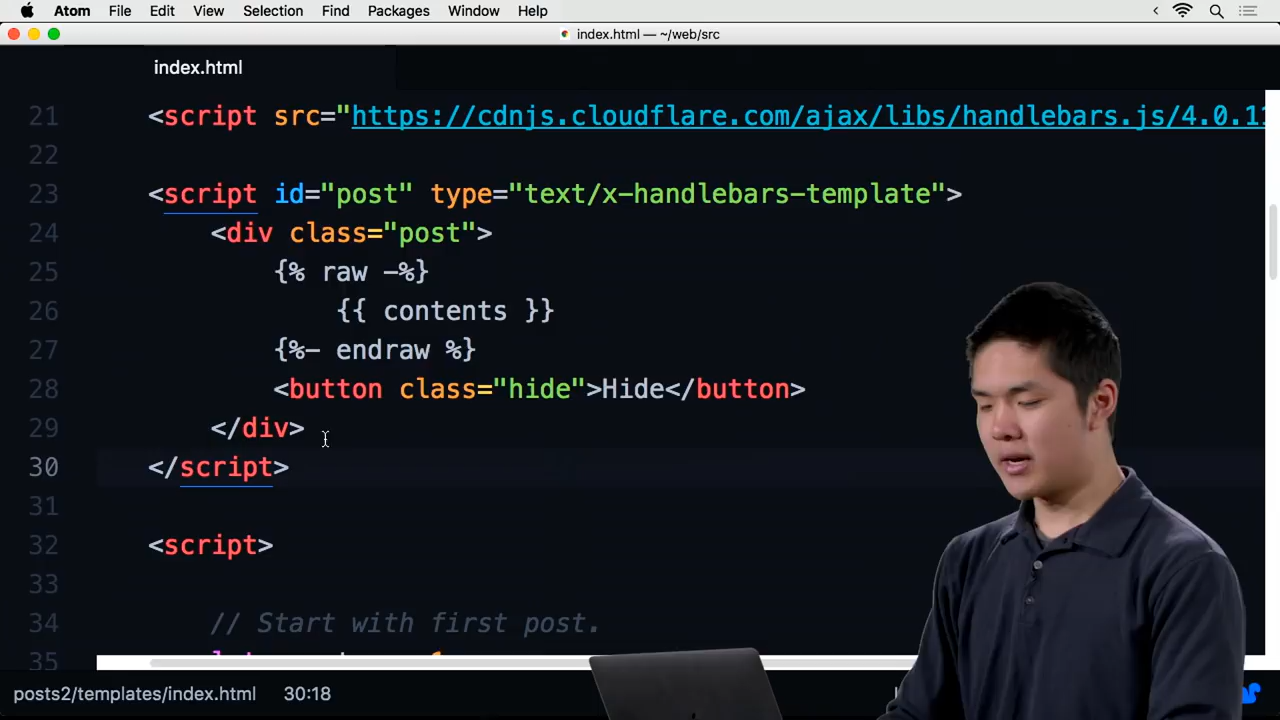 Atom File Edit View Selection Find Packages Window Help
index.html — ~/web/src
index.html
21 <script src="https://cdnjs.cloudflare.com/ajax/libs/handlebars.js/4.0.11
22
23 <script id="post" type="text/x-handlebars-template">
24 <div class="post">
25 {% raw -%}
26 {{ contents }}
27 {%- endraw %}
28 <button class="hide">Hide</button>
29 </div>
30 </script>
31
32 <script>
33
34 // Start with first post.
35
posts2/templates/index.html 30:18